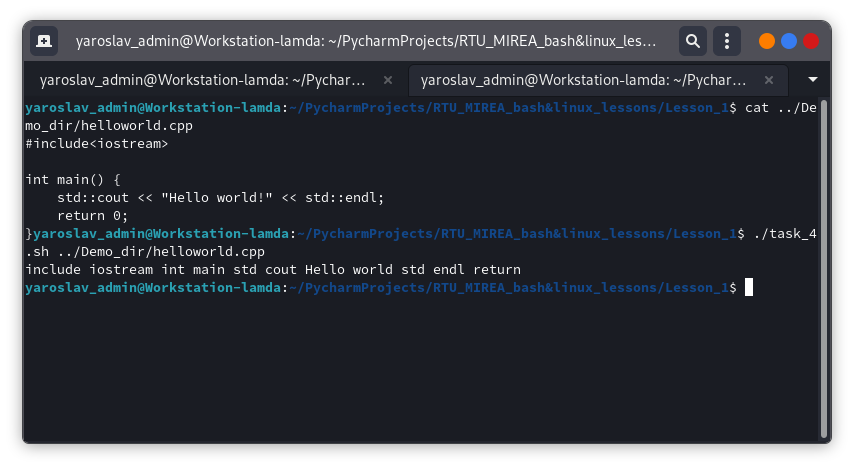 yaroslav_admin@Workstation-lamda: ~/PycharmProjects/RTU_MIREA_bash&linux_les...
yaroslav_admin@Workstation-lamda: ~/Pychar... × yaroslav_admin@Workstation-lamda: ~/Pychar... ×
yaroslav_admin@Workstation-lamda:~/PycharmProjects/RTU_MIREA_bash&linux_lessons/Lesson_1$ cat ../De
mo_dir/helloworld.cpp
#include<iostream>
int main() {
    std::cout << "Hello world!" << std::endl;
    return 0;
}yaroslav_admin@Workstation-lamda:~/PycharmProjects/RTU_MIREA_bash&linux_lessons/Lesson_1$ ./task_4
.sh ../Demo_dir/helloworld.cpp
include iostream int main std cout Hello world std endl return
yaroslav_admin@Workstation-lamda:~/PycharmProjects/RTU_MIREA_bash&linux_lessons/Lesson_1$